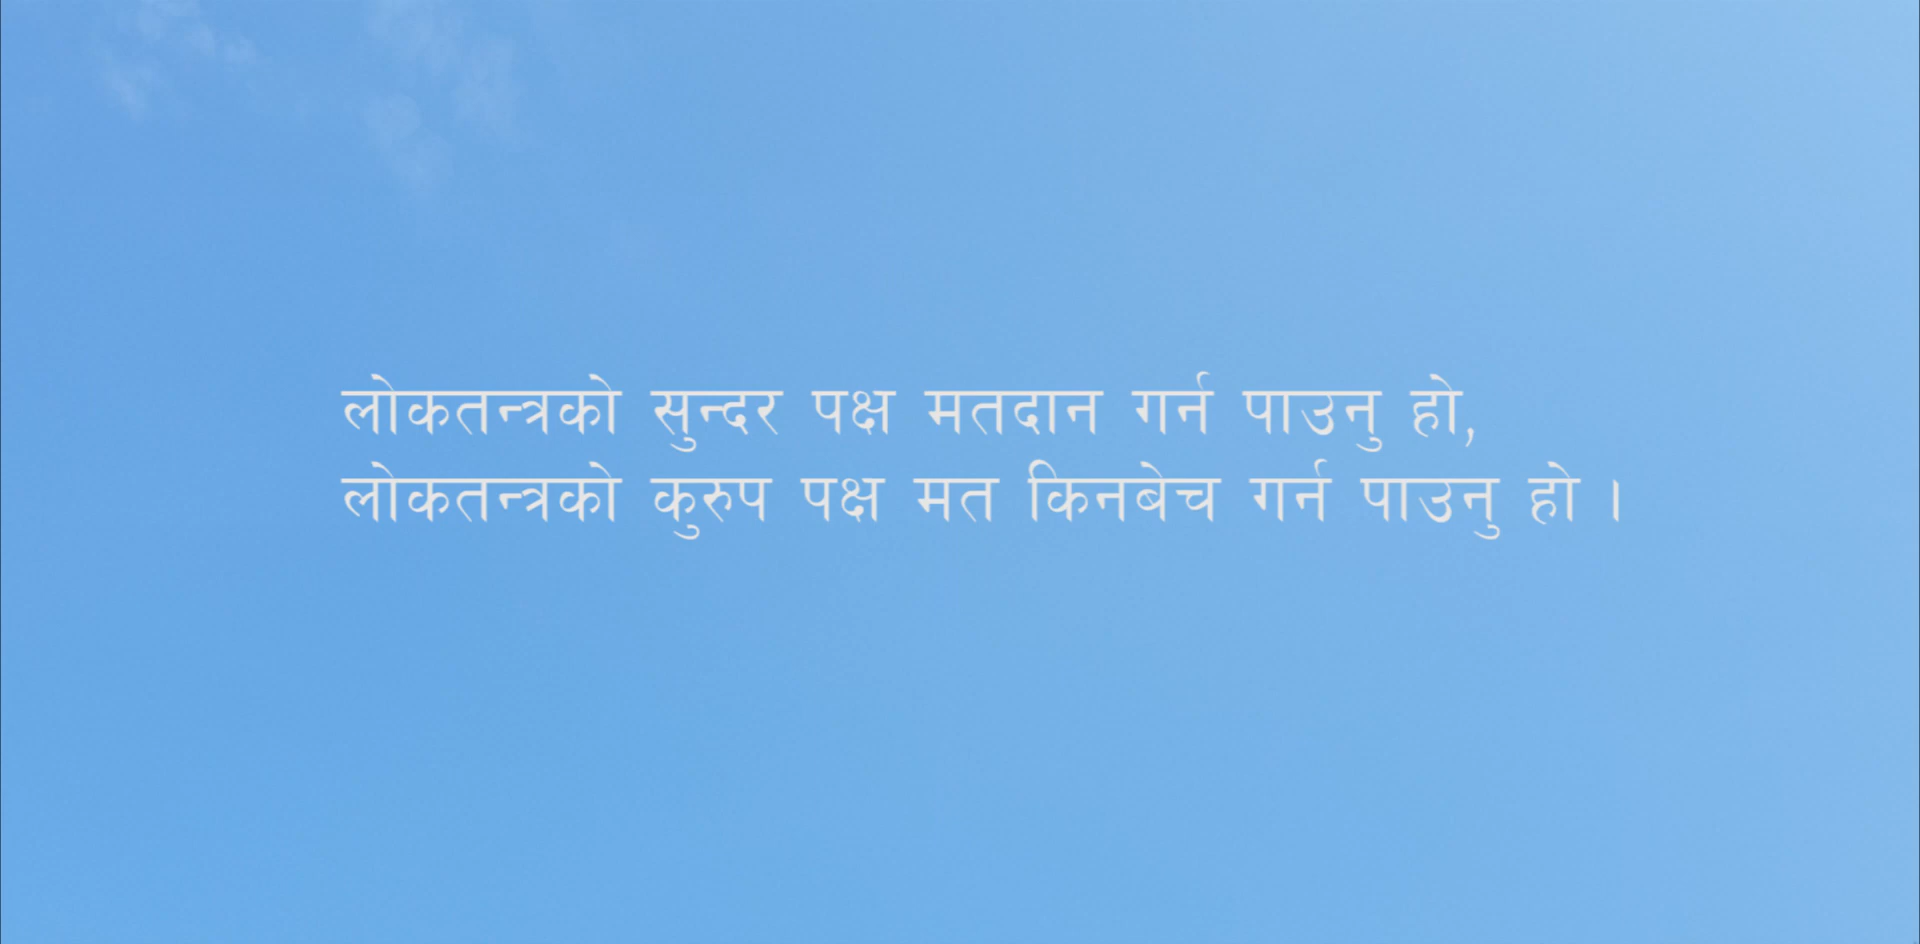 लोकतन्त्रको सुन्दर पक्ष मतदान गर्न पाउनु हो,
लोकतन्त्रको कुरुप पक्ष मत किनबेच गर्न पाउनु हो ।